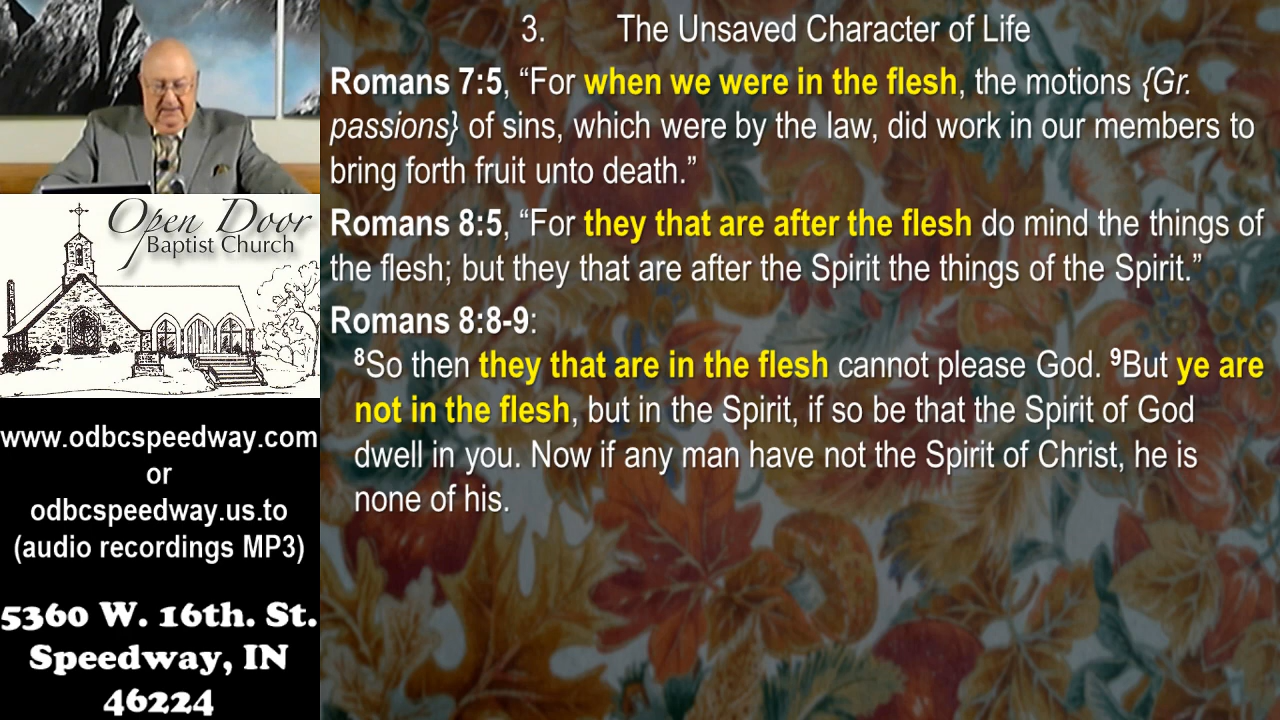 3. The Unsaved Character of Life
Romans 7:5, “For when we were in the flesh, the motions {Gr.
passions} of sins, which were by the law, did work in our members to
bring forth fruit unto death.”
Romans 8:5, “For they that are after the flesh do mind the things of
the flesh; but they that are after the Spirit the things of the Spirit.”
Romans 8:8-9:
8So then they that are in the flesh cannot please God. 9But ye are
not in the flesh, but in the Spirit, if so be that the Spirit of God
dwell in you. Now if any man have not the Spirit of Christ, he is
none of his.
Open Door
Baptist Church
www.odbcspeedway.com
or
odbcspeedway.us.to
(audio recordings MP3)
5360 W. 16th. St.
Speedway, IN
46224